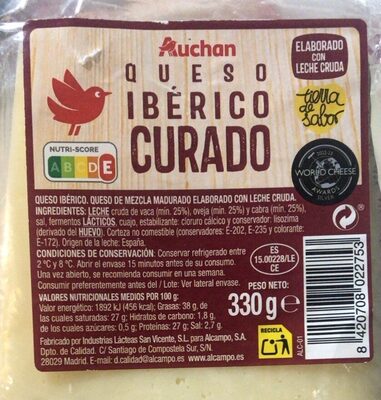 Auchan
QUESO
IBÉRICO
CURADO
ELABORADO
CON
LECHE CRUDA
tierra
de
sabor
NUTRI-SCORE
A B C D E
WORLD CHEESE
AWARDS
SILVER
QUESO IBÉRICO. QUESO DE MEZCLA MADURADO ELABORADO CON LECHE CRUDA.
INGREDIENTES: LECHE cruda de vaca (mín. 25%), oveja (mín. 25%) y cabra (mín. 25%),
sal, fermentos LÁCTICOS, cuajo, estabilizante: cloruro cálcico y conservador: lisozima
(derivado del HUEVO). Corteza no comestible (conservadores: E-202, E-235 y colorante:
E-172). Origen de la leche: España.
CONDICIONES DE CONSERVACIÓN: Conservar refrigerado entre
2 °C y 8 °C. Abrir el envase 15 minutos antes de su consumo.
Una vez abierto, se recomienda consumir en una semana.
Consumir preferentemente antes del / Lote: Ver lateral envase.
VALORES NUTRICIONALES MEDIOS POR 100 g:
Valor energético: 1892 kJ (456 kcal); Grasas: 38 g, de
las cuales saturadas: 27 g; Hidratos de carbono: 1,8 g,
de los cuales azúcares: 0,5 g; Proteínas: 27 g; Sal: 2,7 g.
Fabricado por Industrias Lácteas San Vicente, S.L. para Alcampo, S.A.
Dpto. de Calidad. C/ Santiago de Compostela Sur, S/N.
28029 Madrid. E-mail: d.calidad@alcampo.es www.alcampo.es
ES
15.00228/LE
CE
PESO NETO:
330 g e
RECICLA
ALC-01
8420708022753